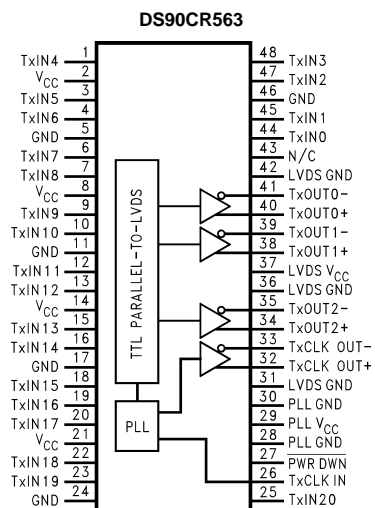 DS90CR563
TxIN4 1 48 TxIN3
VCC 2 47 TxIN2
TxIN5 3 46 GND
TxIN6 4 45 TxIN1
GND 5 44 TxIN0
TxIN7 6 43 N/C
TxIN8 7 42 LVDS GND
VCC 8 41 TxOUT0-
TxIN9 9 40 TxOUT0+
TxIN10 10 39 TxOUT1-
GND 11 38 TxOUT1+
TxIN11 12 37 LVDS VCC
TxIN12 13 36 LVDS GND
VCC 14 35 TxOUT2-
TxIN13 15 34 TxOUT2+
TxIN14 16 33 TxCLK OUT-
GND 17 32 TxCLK OUT+
TxIN15 18 31 LVDS GND
TxIN16 19 30 PLL GND
TxIN17 20 29 PLL VCC
VCC 21 28 PLL GND
TxIN18 22 27 PWR DWN
TxIN19 23 26 TxCLK IN
GND 24 25 TxIN20
TTL PARALLEL-TO-LVDS
PLL